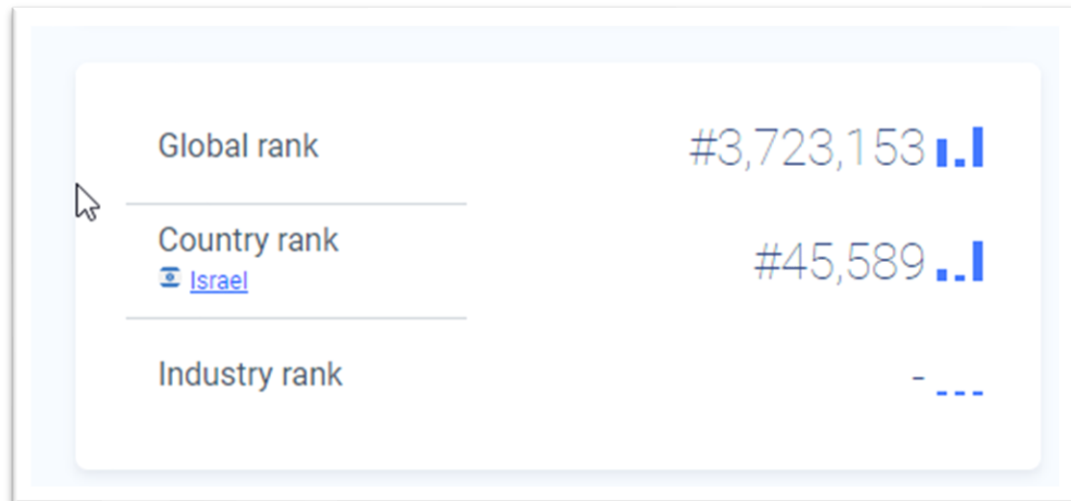 Global rank #3,723,153
Country rank #45,589
Israel
Industry rank -